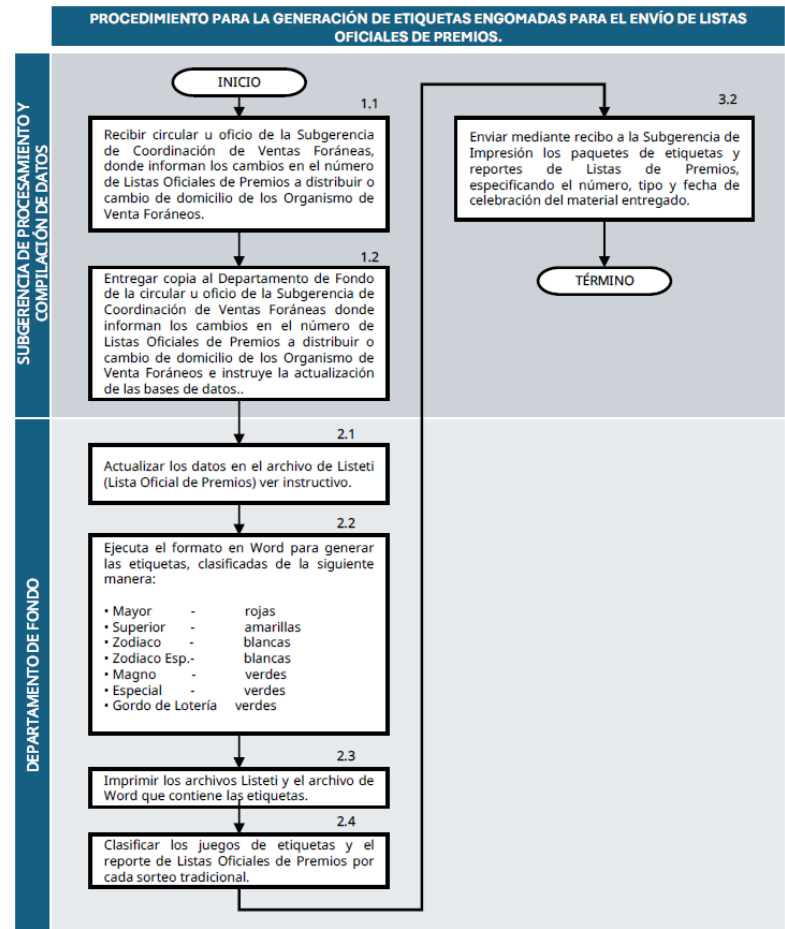 PROCEDIMIENTO PARA LA GENERACIÓN DE ETIQUETAS ENGOMADAS PARA EL ENVÍO DE LISTAS
OFICIALES DE PREMIOS.
SUBGERENCIA DE PROCESAMIENTO Y
COMPILACIÓN DE DATOS
INICIO
1.1
Recibir circular u oficio de la Subgerencia
de Coordinación de Ventas Foráneas,
donde informan los cambios en el número
de Listas Oficiales de Premios a distribuir o
cambio de domicilio de los Organismo de
Venta Foráneos.
1.2
Entregar copia al Departamento de Fondo
de la circular u oficio de la Subgerencia de
Coordinación de Ventas Foráneas donde
informan los cambios en el número de
Listas Oficiales de Premios a distribuir o
cambio de domicilio de los Organismo de
Venta Foráneos e instruye la actualización
de las bases de datos..
DEPARTAMENTO DE FONDO
2.1
Actualizar los datos en el archivo de Listeti
(Lista Oficial de Premios) ver instructivo.
2.2
Ejecuta el formato en Word para generar
las etiquetas, clasificadas de la siguiente
manera:
• Mayor - rojas
• Superior - amarillas
• Zodiaco - blancas
• Zodiaco Esp.- blancas
• Magno - verdes
• Especial - verdes
• Gordo de Lotería verdes
2.3
Imprimir los archivos Listeti y el archivo de
Word que contiene las etiquetas.
2.4
Clasificar los juegos de etiquetas y el
reporte de Listas Oficiales de Premios por
cada sorteo tradicional.
3.2
Enviar mediante recibo a la Subgerencia de
Impresión los paquetes de etiquetas y
reportes de Listas de Premios,
especificando el número, tipo y fecha de
celebración del material entregado.
TÉRMINO